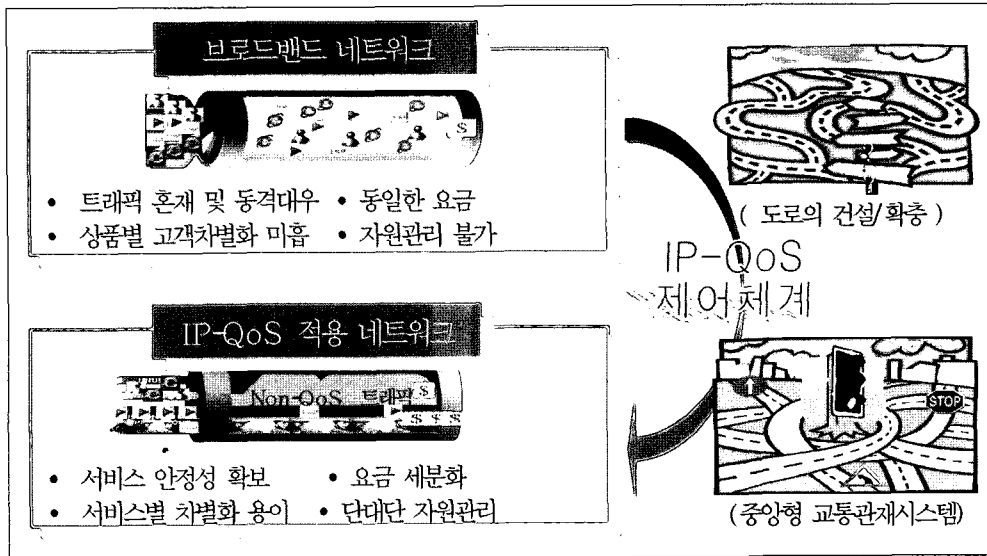 브로드밴드 네트워크
S
• 트래픽 혼재 및 동격대우 • 동일한 요금
• 상품별 고객차별화 미흡 • 자원관리 불가
( 도로의 건설/확충 )
IP-QoS
제어체계
IP-QoS 적용 네트워크
Non-QoS 트래픽 S
S S S
STOP
• 서비스 안정성 확보 • 요금 세분화
• 서비스별 차별화 용이 • 단대단 자원관리
(중앙형 교통관재시스템)